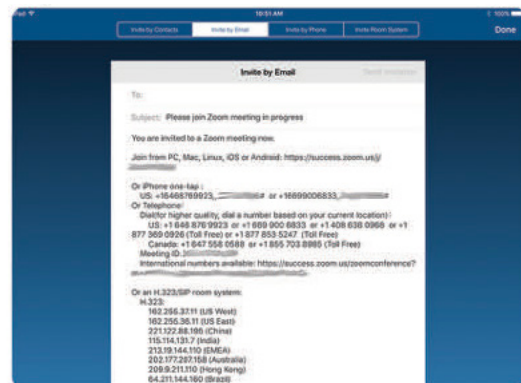 iPad
10:51 AM
100%
Invite by Contacts
Invite by Email
Invite by Phone
Invite Room System
Done
Invite by Email
Send Invitation
To:
Subject: Please join Zoom meeting in progress
You are invited to a Zoom meeting now.
Join from PC, Mac, Linux, iOS or Android: https://success.zoom.us/j/
Or iPhone one-tap :
US: +16468769923, # or +16699006833, #
Or Telephone:
Dial(for higher quality, dial a number based on your current location):
US: +1 646 876 9923 or +1 669 900 6833 or +1 408 638 0968 or +1
877 369 0926 (Toll Free) or +1 877 853 5247 (Toll Free)
Canada: +1 647 558 0588 or +1 855 703 8985 (Toll Free)
Meeting ID:
International numbers available: https://success.zoom.us/zoomconference?
Or an H.323/SIP room system:
H.323:
162.255.37.11 (US West)
162.255.36.11 (US East)
221.122.88.195 (China)
115.114.131.7 (India)
213.19.144.110 (EMEA)
202.177.207.158 (Australia)
209.9.211.110 (Hong Kong)
64.211.144.160 (Brazil)